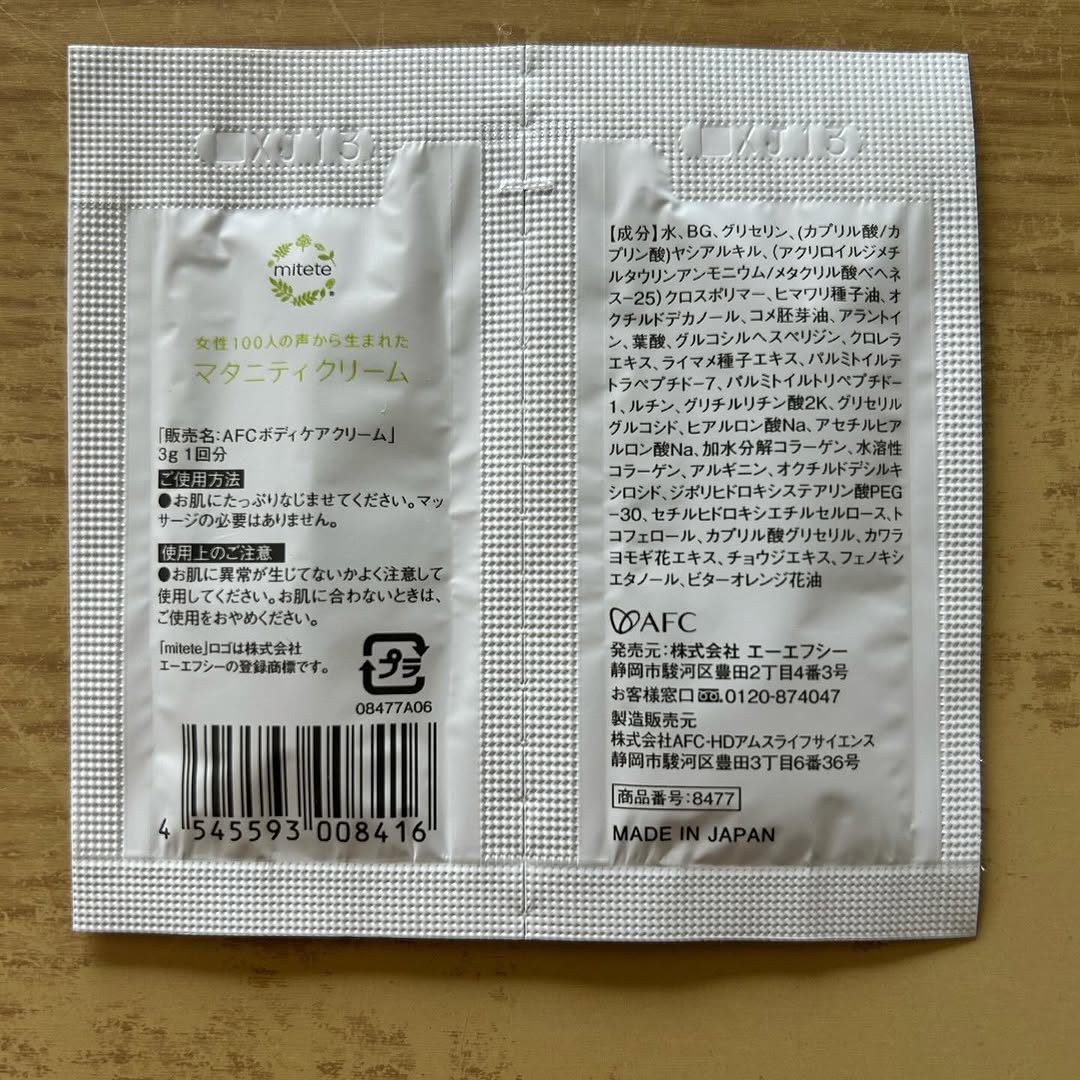 XJ13
mitete
女性100人の声から生まれた
マタニティクリーム
「販売名:AFCボディケアクリーム」
3g 1回分
ご使用方法
●お肌にたっぷりなじませてください。マッ
サージの必要はありません。
使用上のご注意
●お肌に異常が生じてないかよく注意して
使用してください。お肌に合わないときは、
ご使用をおやめください。
「mitete」ロゴは株式会社
エーエフシーの登録商標です。
プラ
08477A06
4 545593 008416
XJ13
【成分】水、BG、グリセリン、(カプリル酸/カ
プリン酸)ヤシアルキル、(アクリロイルジメチ
ルタウリンアンモニウム/メタクリル酸ベヘネ
ス-25)クロスポリマー、ヒマワリ種子油、オ
クチルドデカノール、コメ胚芽油、アラントイ
ン、葉酸、グルコシルヘスペリジン、クロレラ
エキス、ライマメ種子エキス、パルミトイルテ
トラペプチド-7、パルミトイルトリペプチド-
1、ルチン、グリチルリチン酸2K、グリセリル
グルコシド、ヒアルロン酸Na、アセチルヒア
ルロン酸Na、加水分解コラーゲン、水溶性
コラーゲン、アルギニン、オクチルドデシルキ
シロシド、ジポリヒドロキシステアリン酸PEG
-30、セチルヒドロキシエチルセルロース、ト
コフェロール、カプリル酸グリセリル、カワラ
ヨモギ花エキス、チョウジエキス、フェノキシ
エタノール、ビターオレンジ花油
AFC
発売元:株式会社 エーエフシー
静岡市駿河区豊田2丁目4番3号
お客様窓口 0120-874047
製造販売元
株式会社AFC-HDアムスライフサイエンス
静岡市駿河区豊田3丁目6番36号
商品番号:8477
MADE IN JAPAN